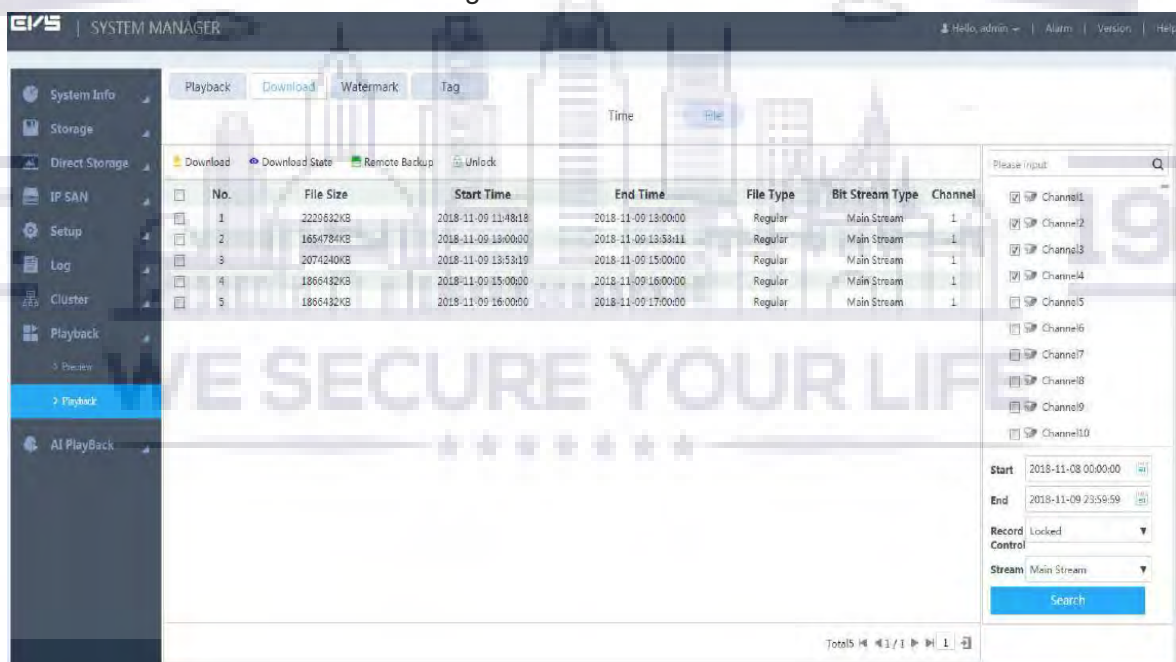 EVS | SYSTEM MANAGER
Hello, admin | Alarm | Version | Help
System Info
Storage
Direct Storage
IP SAN
Setup
Log
Cluster
Playback
> Preview
> Playback
AI PlayBack
Playback Download Watermark Tag
Time File
Download Download State Remote Backup Unlock
No. File Size Start Time End Time File Type Bit Stream Type Channel
1 2229632KB 2018-11-09 11:48:18 2018-11-09 13:00:00 Regular Main Stream 1
2 1654784KB 2018-11-09 13:00:00 2018-11-09 13:53:11 Regular Main Stream 1
3 2074240KB 2018-11-09 13:53:19 2018-11-09 15:00:00 Regular Main Stream 1
4 1866432KB 2018-11-09 15:00:00 2018-11-09 16:00:00 Regular Main Stream 1
5 1866432KB 2018-11-09 16:00:00 2018-11-09 17:00:00 Regular Main Stream 1
Please input
Channel1
Channel2
Channel3
Channel4
Channel5
Channel6
Channel7
Channel8
Channel9
Channel10
Start 2018-11-08 00:00:00
End 2018-11-09 23:59:59
Record Control Locked
Stream Main Stream
Search
Total5 1/1 1
WE SECURE YOUR LIFE
19